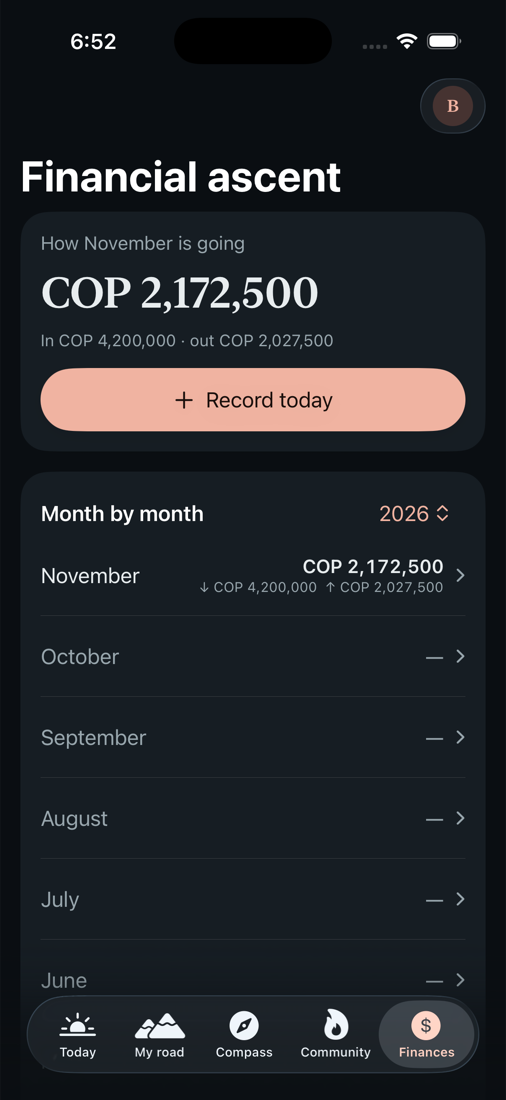 6:52
B
Financial ascent
How November is going
COP 2,172,500
In COP 4,200,000 · out COP 2,027,500
+ Record today
Month by month
2026
November
COP 2,172,500
↓ COP 4,200,000 ↑ COP 2,027,500
October
—
September
—
August
—
July
—
June
—
Today
My road
Compass
Community
$
Finances